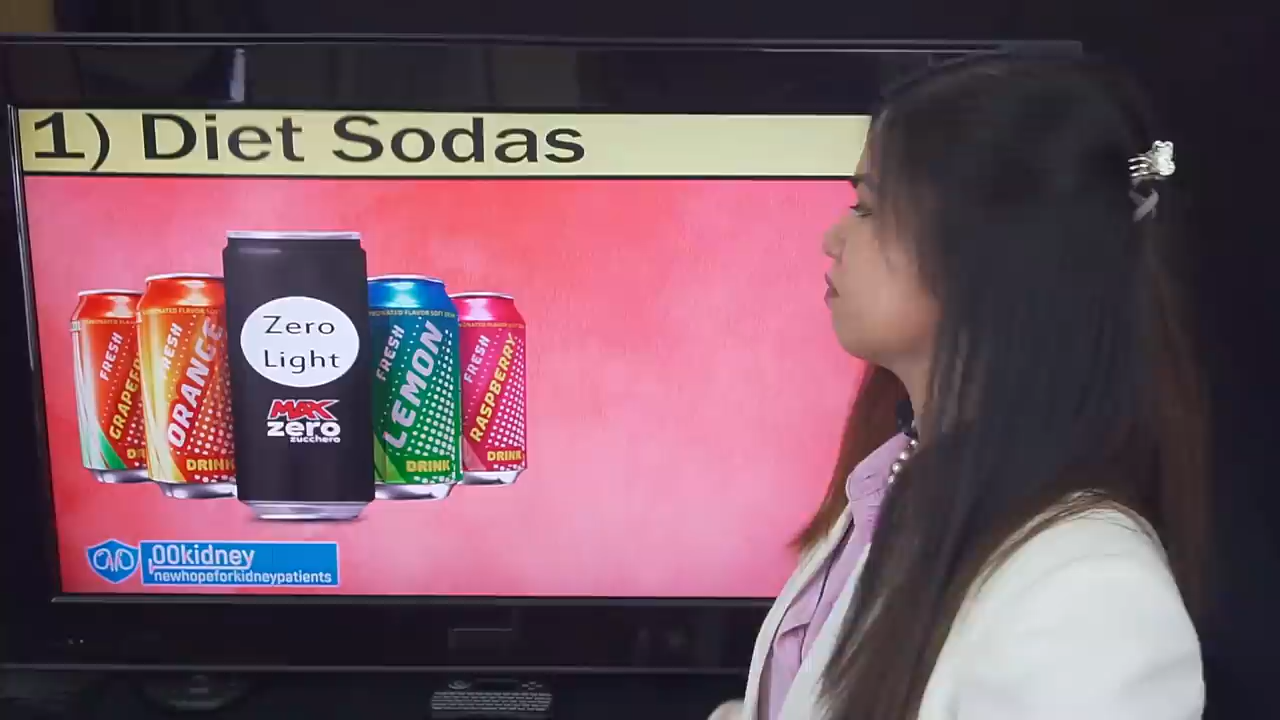 1) Diet Sodas
Zero
Light
MAX
zero
zucchero
FRESH
ORANGE
DRINK
FRESH
LEMON
DRINK
FRESH
RASPBERRY
DRINK
FRESH
00kidney
newhopeforkidneypatients